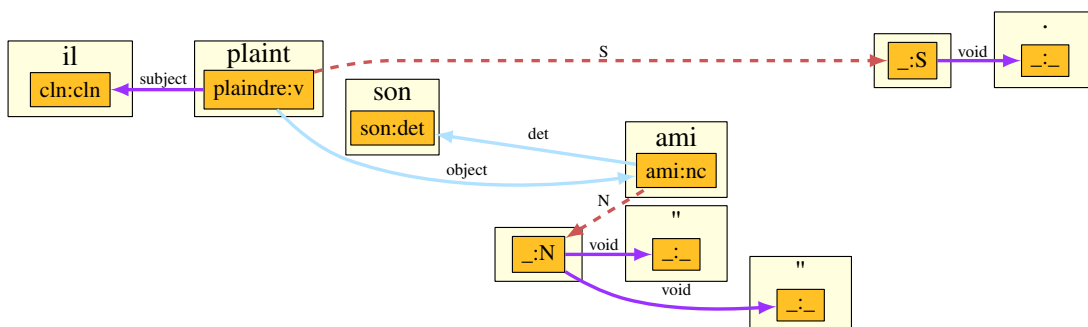 il
cln:cln
subject
plaint
plaindre:v
S
_:S
void
.
_:_
son
son:det
det
object
ami
ami:nc
N
_:N
void
"
_:_
void
"
_:_